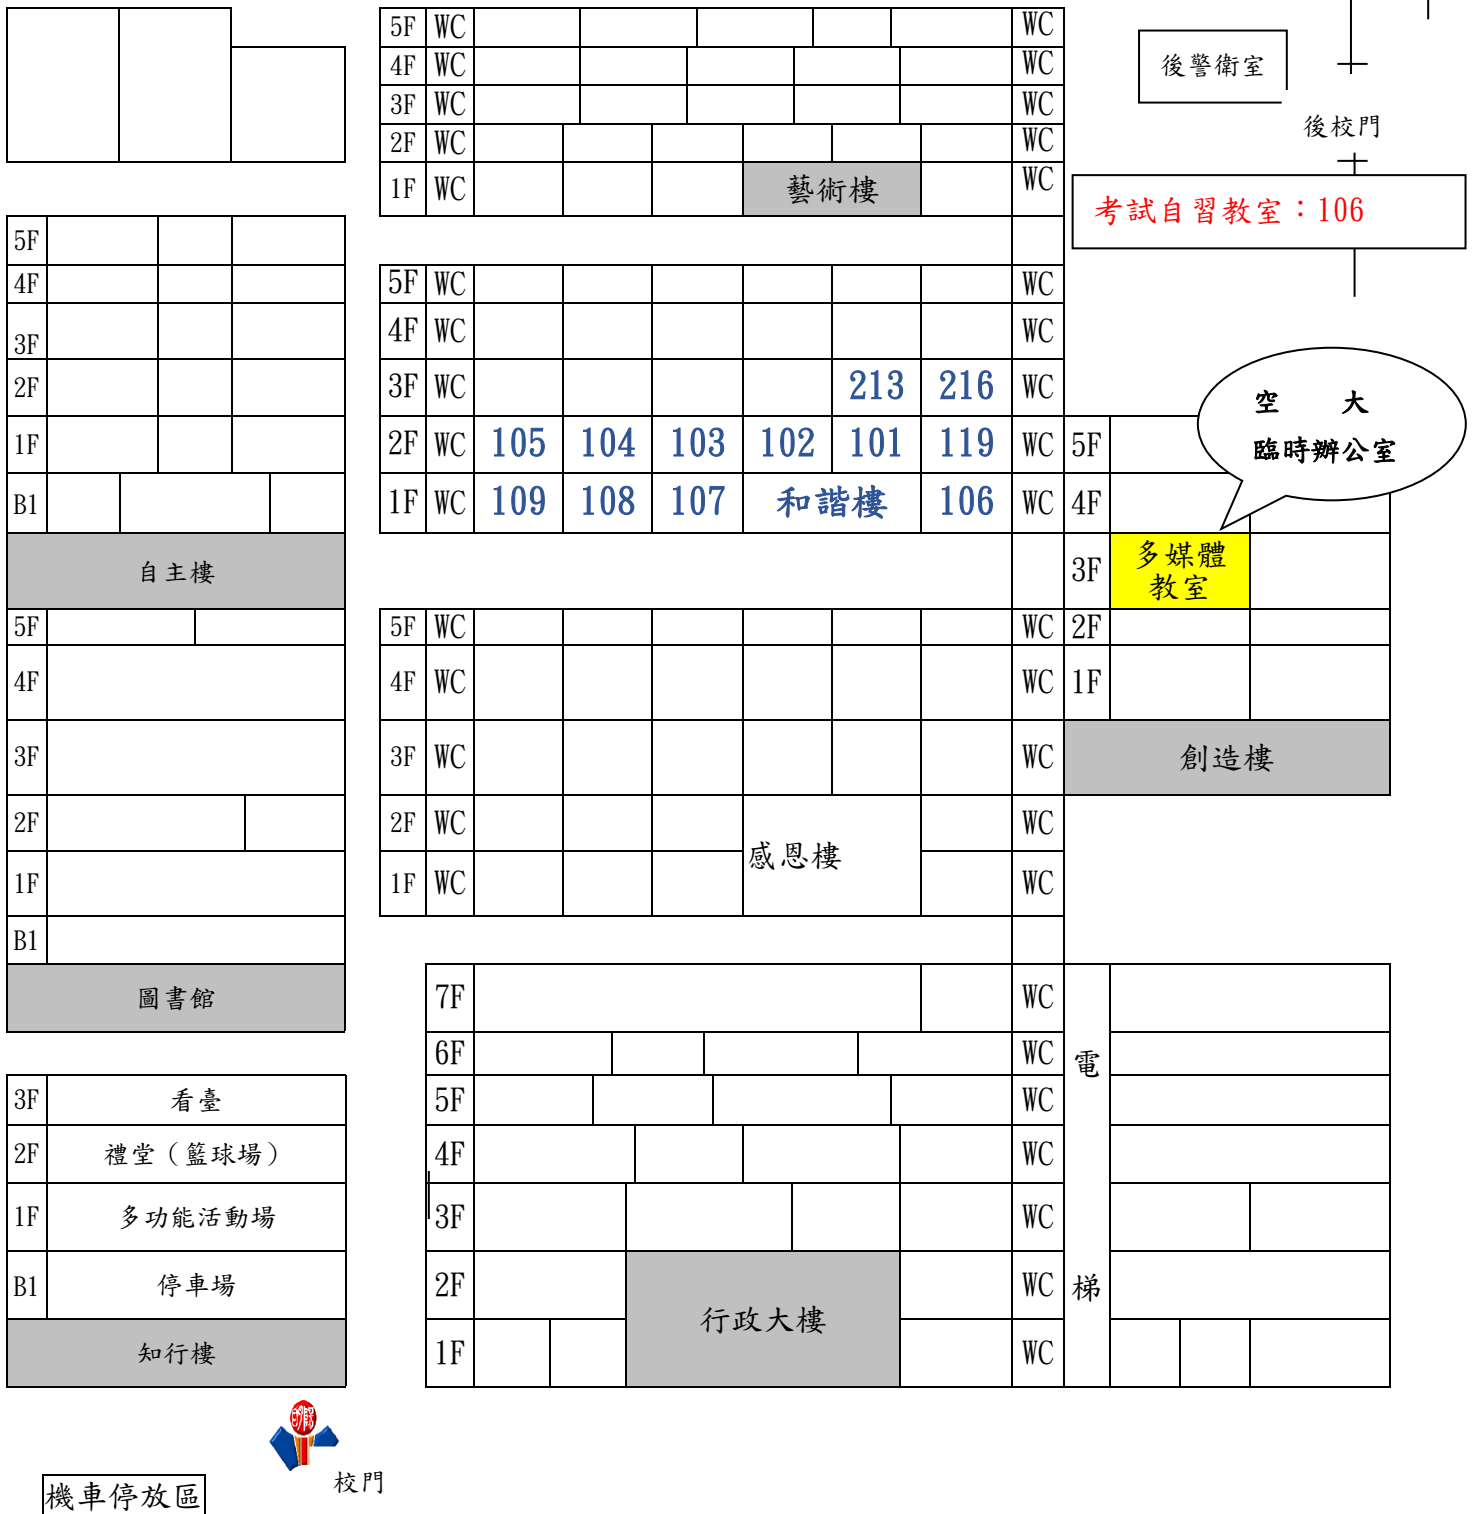 5F WC WC
4F WC WC
3F WC WC
2F WC WC
1F WC 藝術樓 WC
後警衛室
後校門
考試自習教室：106
5F
4F
3F
2F
1F
B1
自主樓
5F WC WC
4F WC WC
3F WC 213 216 WC
2F WC 105 104 103 102 101 119 WC
1F WC 109 108 107 和諧樓 106 WC
空 大
臨時辦公室
5F
4F
3F 多媒體
教室
2F
1F
創造樓
5F
4F
3F
2F
1F
B1
圖書館
5F WC WC
4F WC WC
3F WC WC
2F WC WC
感恩樓
1F WC WC
3F 看臺
2F 禮堂（籃球場）
1F 多功能活動場
B1 停車場
知行樓
7F WC
6F WC
5F WC
4F WC
3F WC
2F WC
行政大樓
1F WC
電
梯
校門
機車停放區